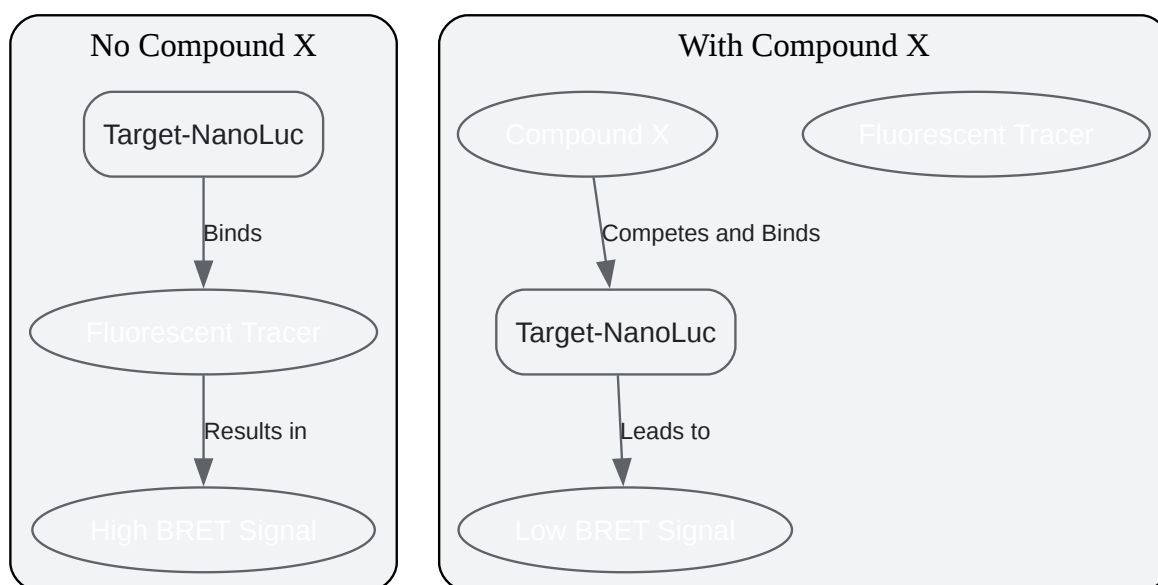 No Compound X
Target-NanoLuc
Binds
Fluorescent Tracer
Results in
High BRET Signal
With Compound X
Compound X
Fluorescent Tracer
Competes and Binds
Target-NanoLuc
Leads to
Low BRET Signal